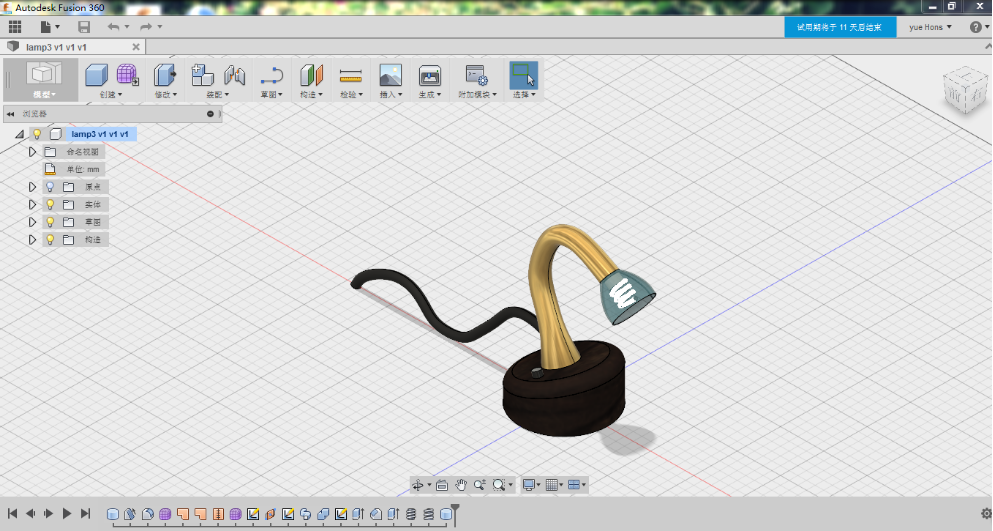 Autodesk Fusion 360
试用期将于 11 天后结束
yue Hons
lamp3 v1 v1 v1
模型
创建
修改
装配
草图
构造
检验
插入
生成
附加模块
选择
浏览器
lamp3 v1 v1 v1
命名视图
单位: mm
原点
实体
草图
构造